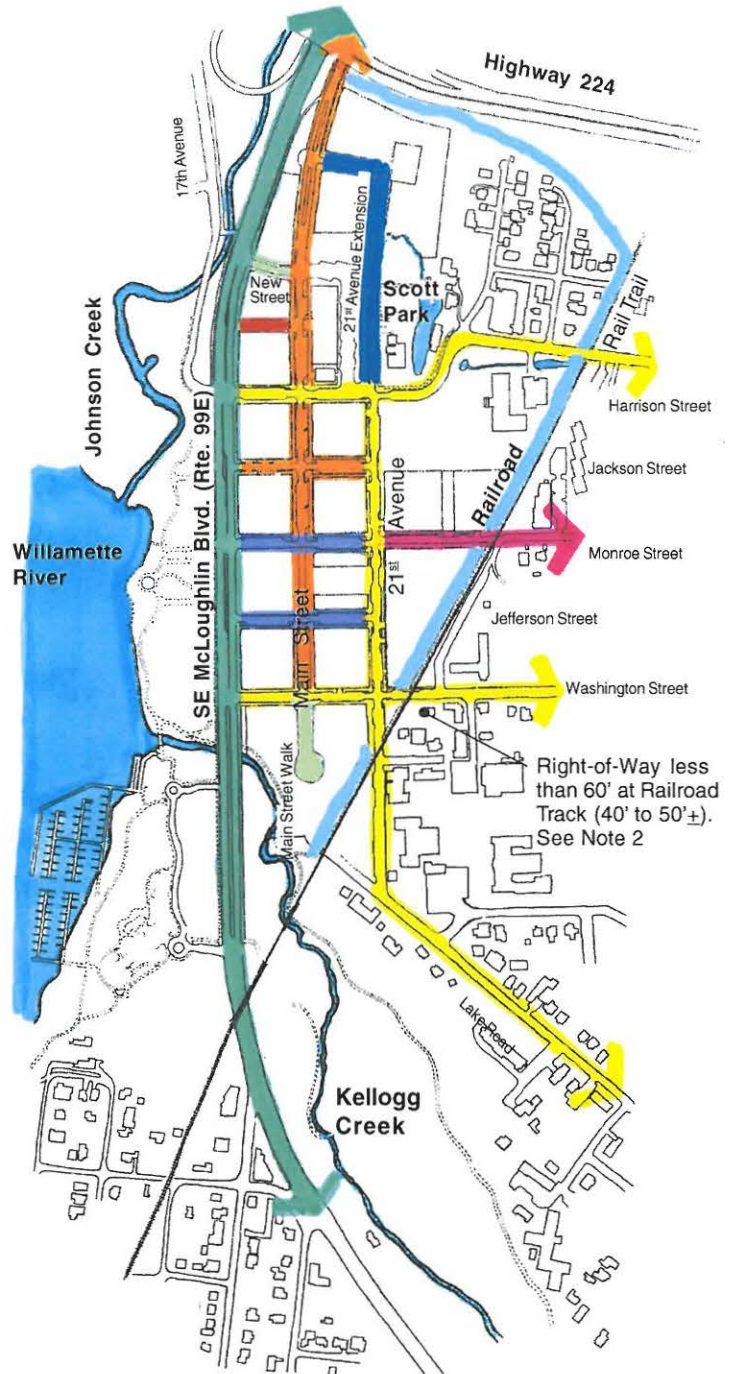 Highway 224
17th Avenue
21st Avenue Extension
New
Street
Scott
Park
Rail Trail
Johnson Creek
Harrison Street
SE McLoughlin Blvd. (Rte. 99E)
21st Avenue
Railroad
Jackson Street
Willamette
River
Monroe Street
Main Street
Jefferson Street
Washington Street
Main Street Walk
Right-of-Way less
than 60' at Railroad
Track (40' to 50'±).
See Note 2
Lake Road
Kellogg
Creek